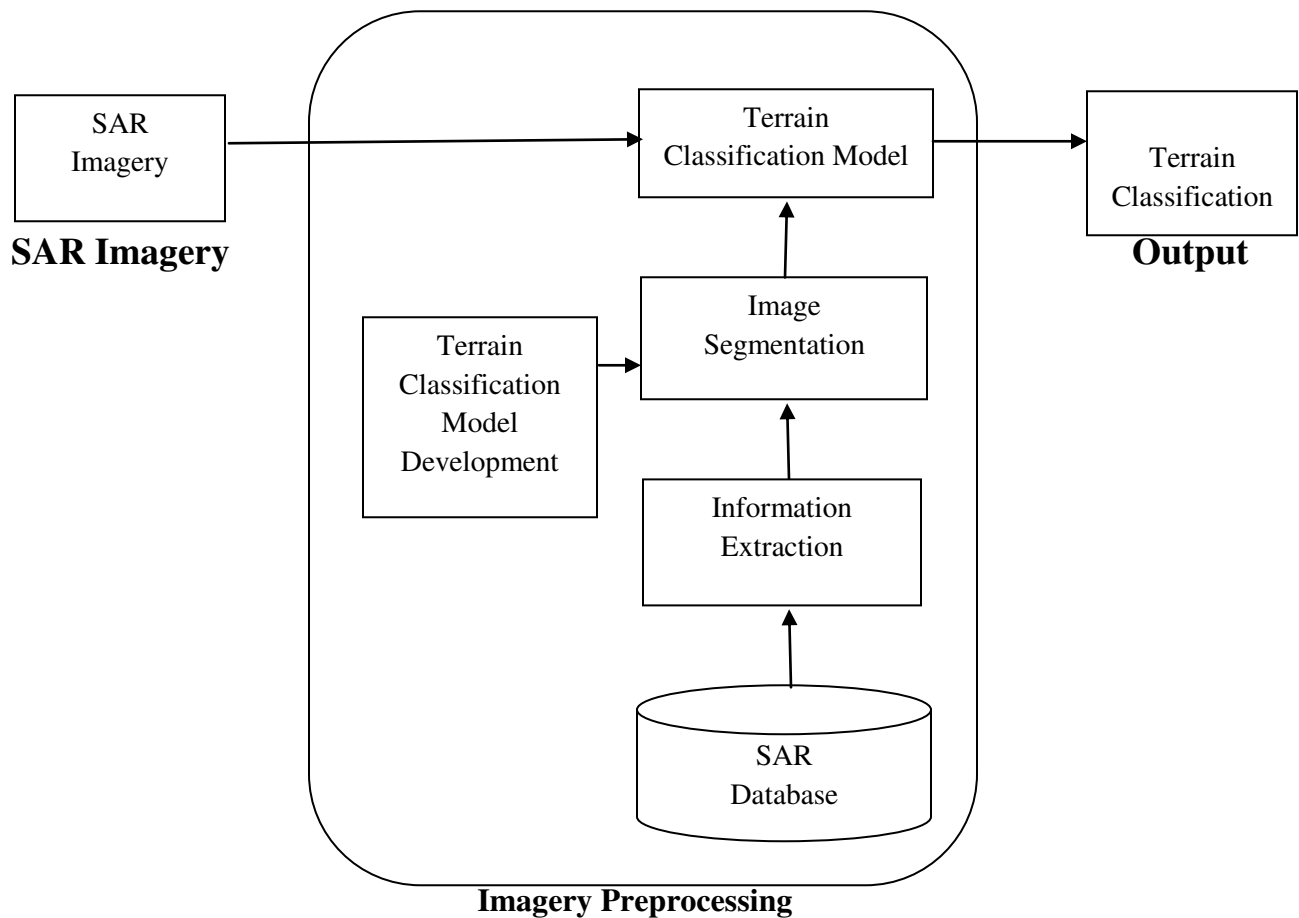 SAR
Imagery
SAR Imagery
Terrain
Classification Model
Terrain
Classification
Output
Image
Segmentation
Terrain
Classification
Model
Development
Information
Extraction
SAR
Database
Imagery Preprocessing